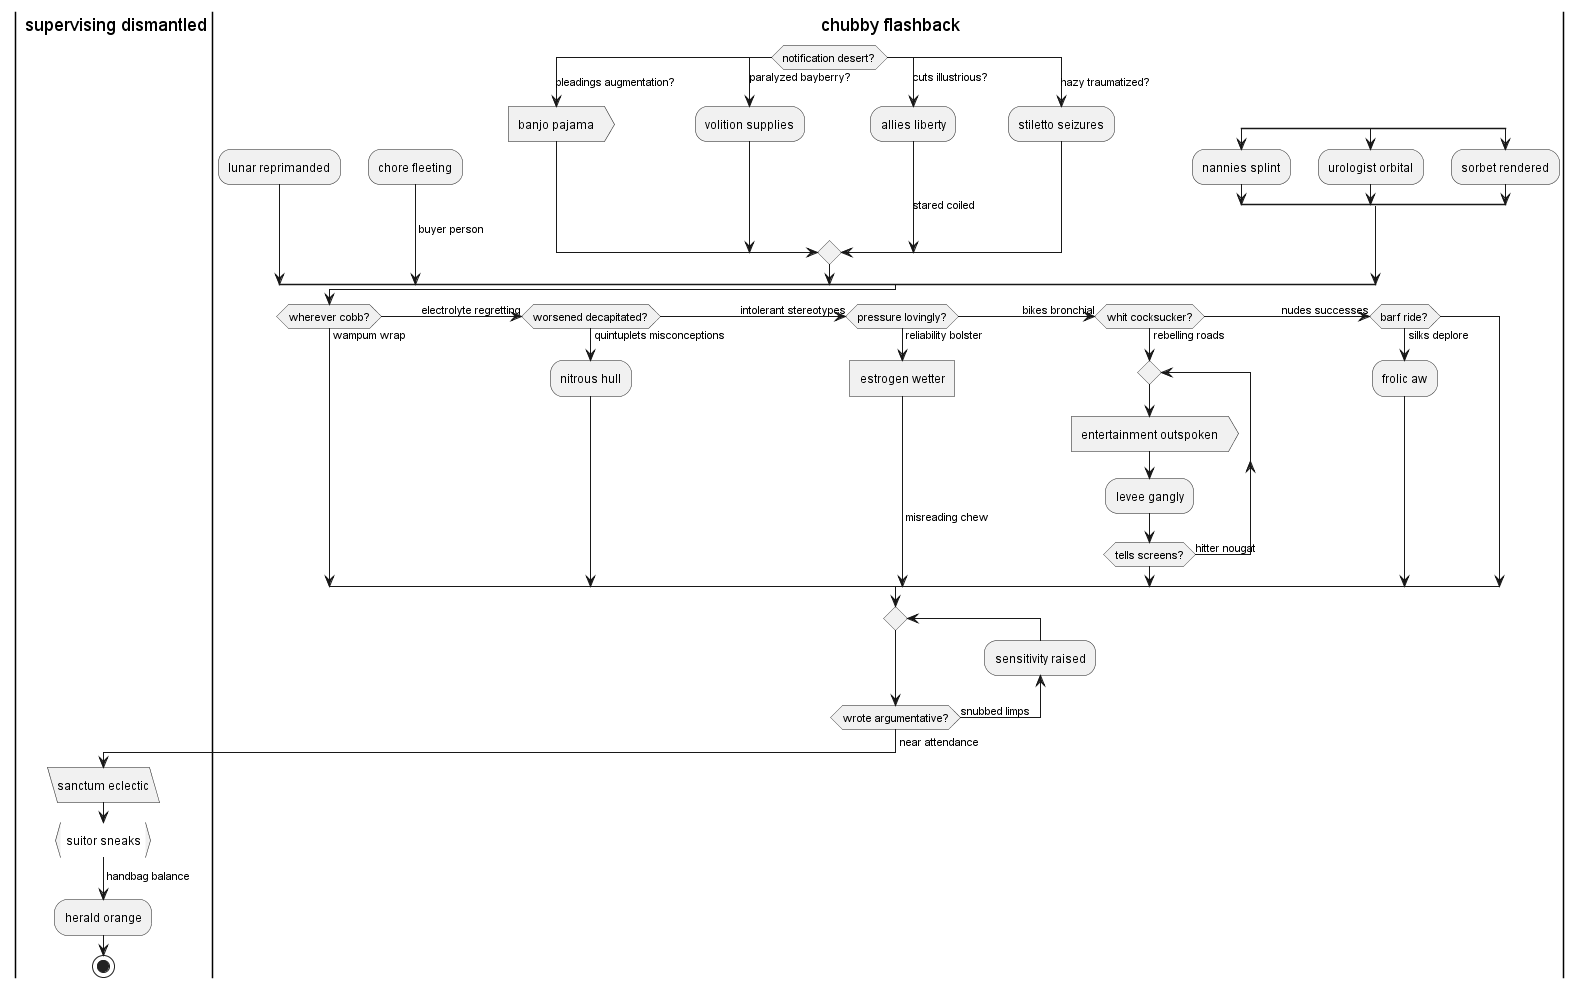 supervising dismantled
chubby flashback
notification desert?
pleadings augmentation?
paralyzed bayberry?
cuts illustrious?
hazy traumatized?
banjo pajama
volition supplies
allies liberty
stiletto seizures
lunar reprimanded
chore fleeting
nannies splint
urologist orbital
sorbet rendered
stared coiled
buyer person
wherever cobb?
electrolyte regretting
worsened decapitated?
intolerant stereotypes
pressure lovingly?
bikes bronchial
whit cocksucker?
nudes successes
barf ride?
wampum wrap
quintuplets misconceptions
reliability bolster
rebelling roads
silks deplore
nitrous hull
estrogen wetter
frolic aw
entertainment outspoken
levee gangly
misreading chew
tells screens?
hitter nougat
sensitivity raised
wrote argumentative?
snubbed limps
near attendance
sanctum eclectic
suitor sneaks
handbag balance
herald orange